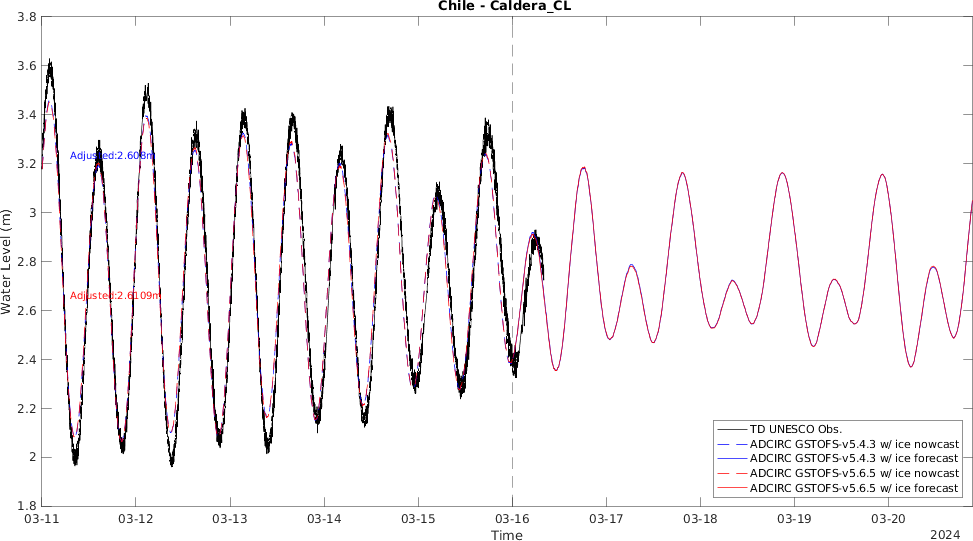 Chile - Caldera_CL
3.8
3.6
3.4
3.2
3
2.8
2.6
2.4
2.2
2
1.8
Water Level (m)
Adjusted:2.608m
Adjusted:2.6109m
TD UNESCO Obs.
ADCIRC GSTOFS-v5.4.3 w/ ice nowcast
ADCIRC GSTOFS-v5.4.3 w/ ice forecast
ADCIRC GSTOFS-v5.6.5 w/ ice nowcast
ADCIRC GSTOFS-v5.6.5 w/ ice forecast
03-11 03-12 03-13 03-14 03-15 03-16 03-17 03-18 03-19 03-20
Time
2024